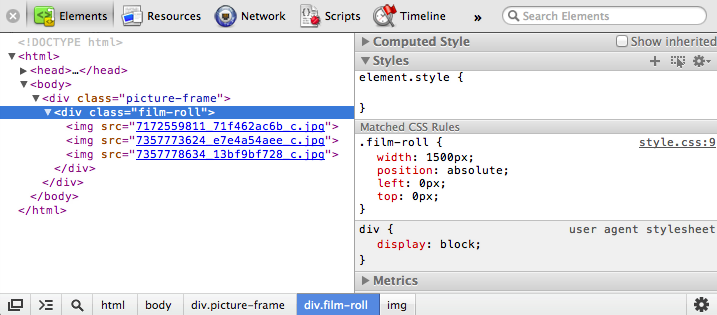 Elements Resources Network Scripts Timeline » Search Elements
<!DOCTYPE html>
▼<html>
▶<head>…</head>
▼<body>
▼<div class="picture-frame">
▼<div class="film-roll">
<img src="7172559811_71f462ac6b_c.jpg">
<img src="7357773624_e7e4a54aee_c.jpg">
<img src="7357778634_13bf9bf728_c.jpg">
</div>
</div>
</body>
</html>
▶ Computed Style Show inherited
▼ Styles
element.style {
}
Matched CSS Rules
.film-roll { style.css:9
width: 1500px;
position: absolute;
left: 0px;
top: 0px;
}
div { user agent stylesheet
display: block;
}
▶ Metrics
html body div.picture-frame div.film-roll img